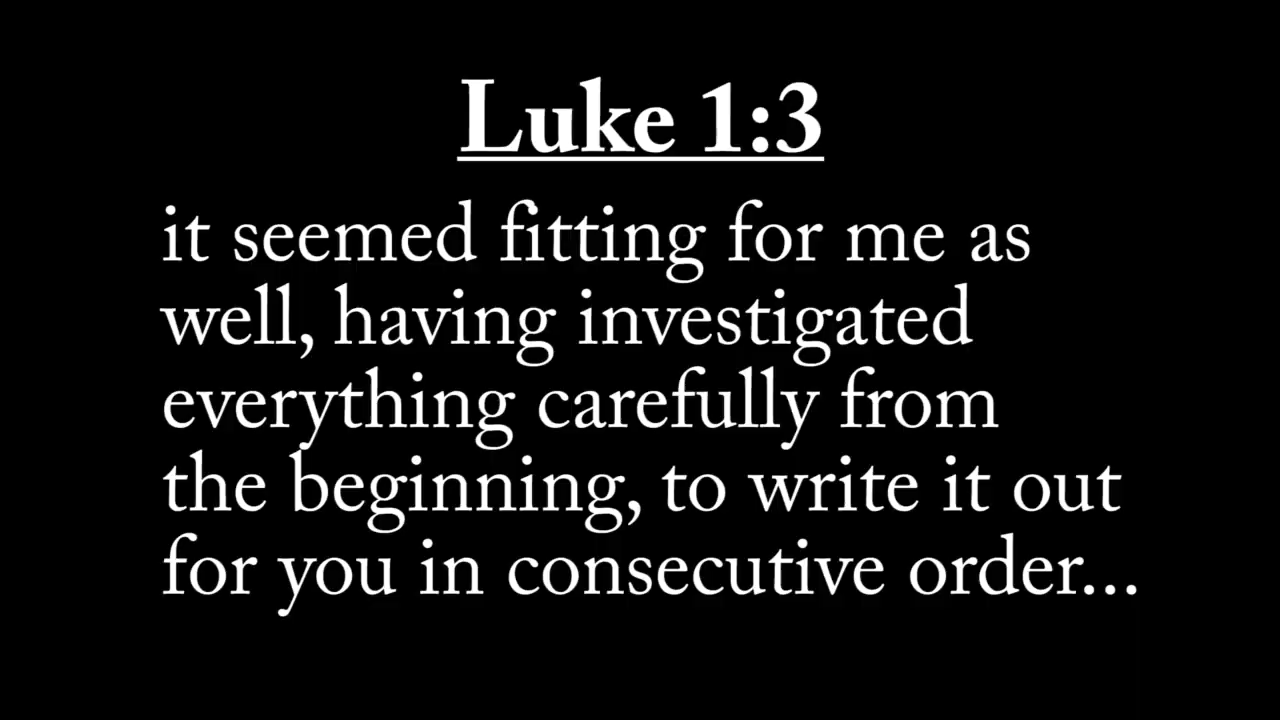 Luke 1:3
it seemed fitting for me as
well, having investigated
everything carefully from
the beginning, to write it out
for you in consecutive order...